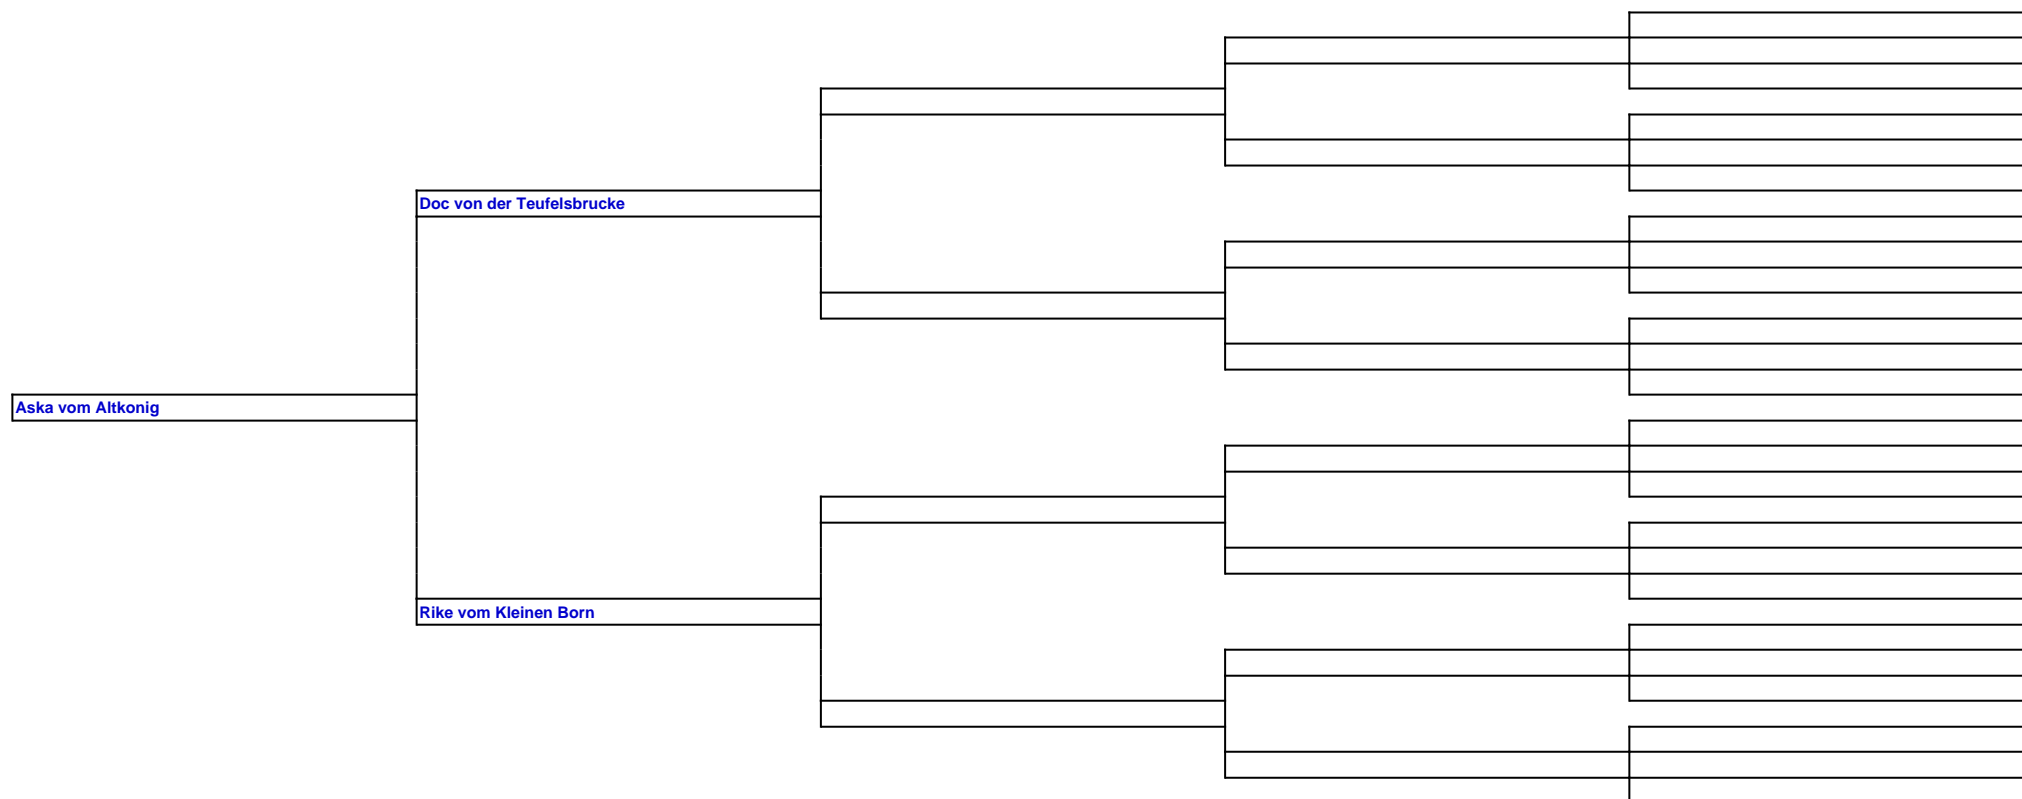 Doc von der Teufelsbrucke
Aska vom Altkonig
Rike vom Kleinen Born